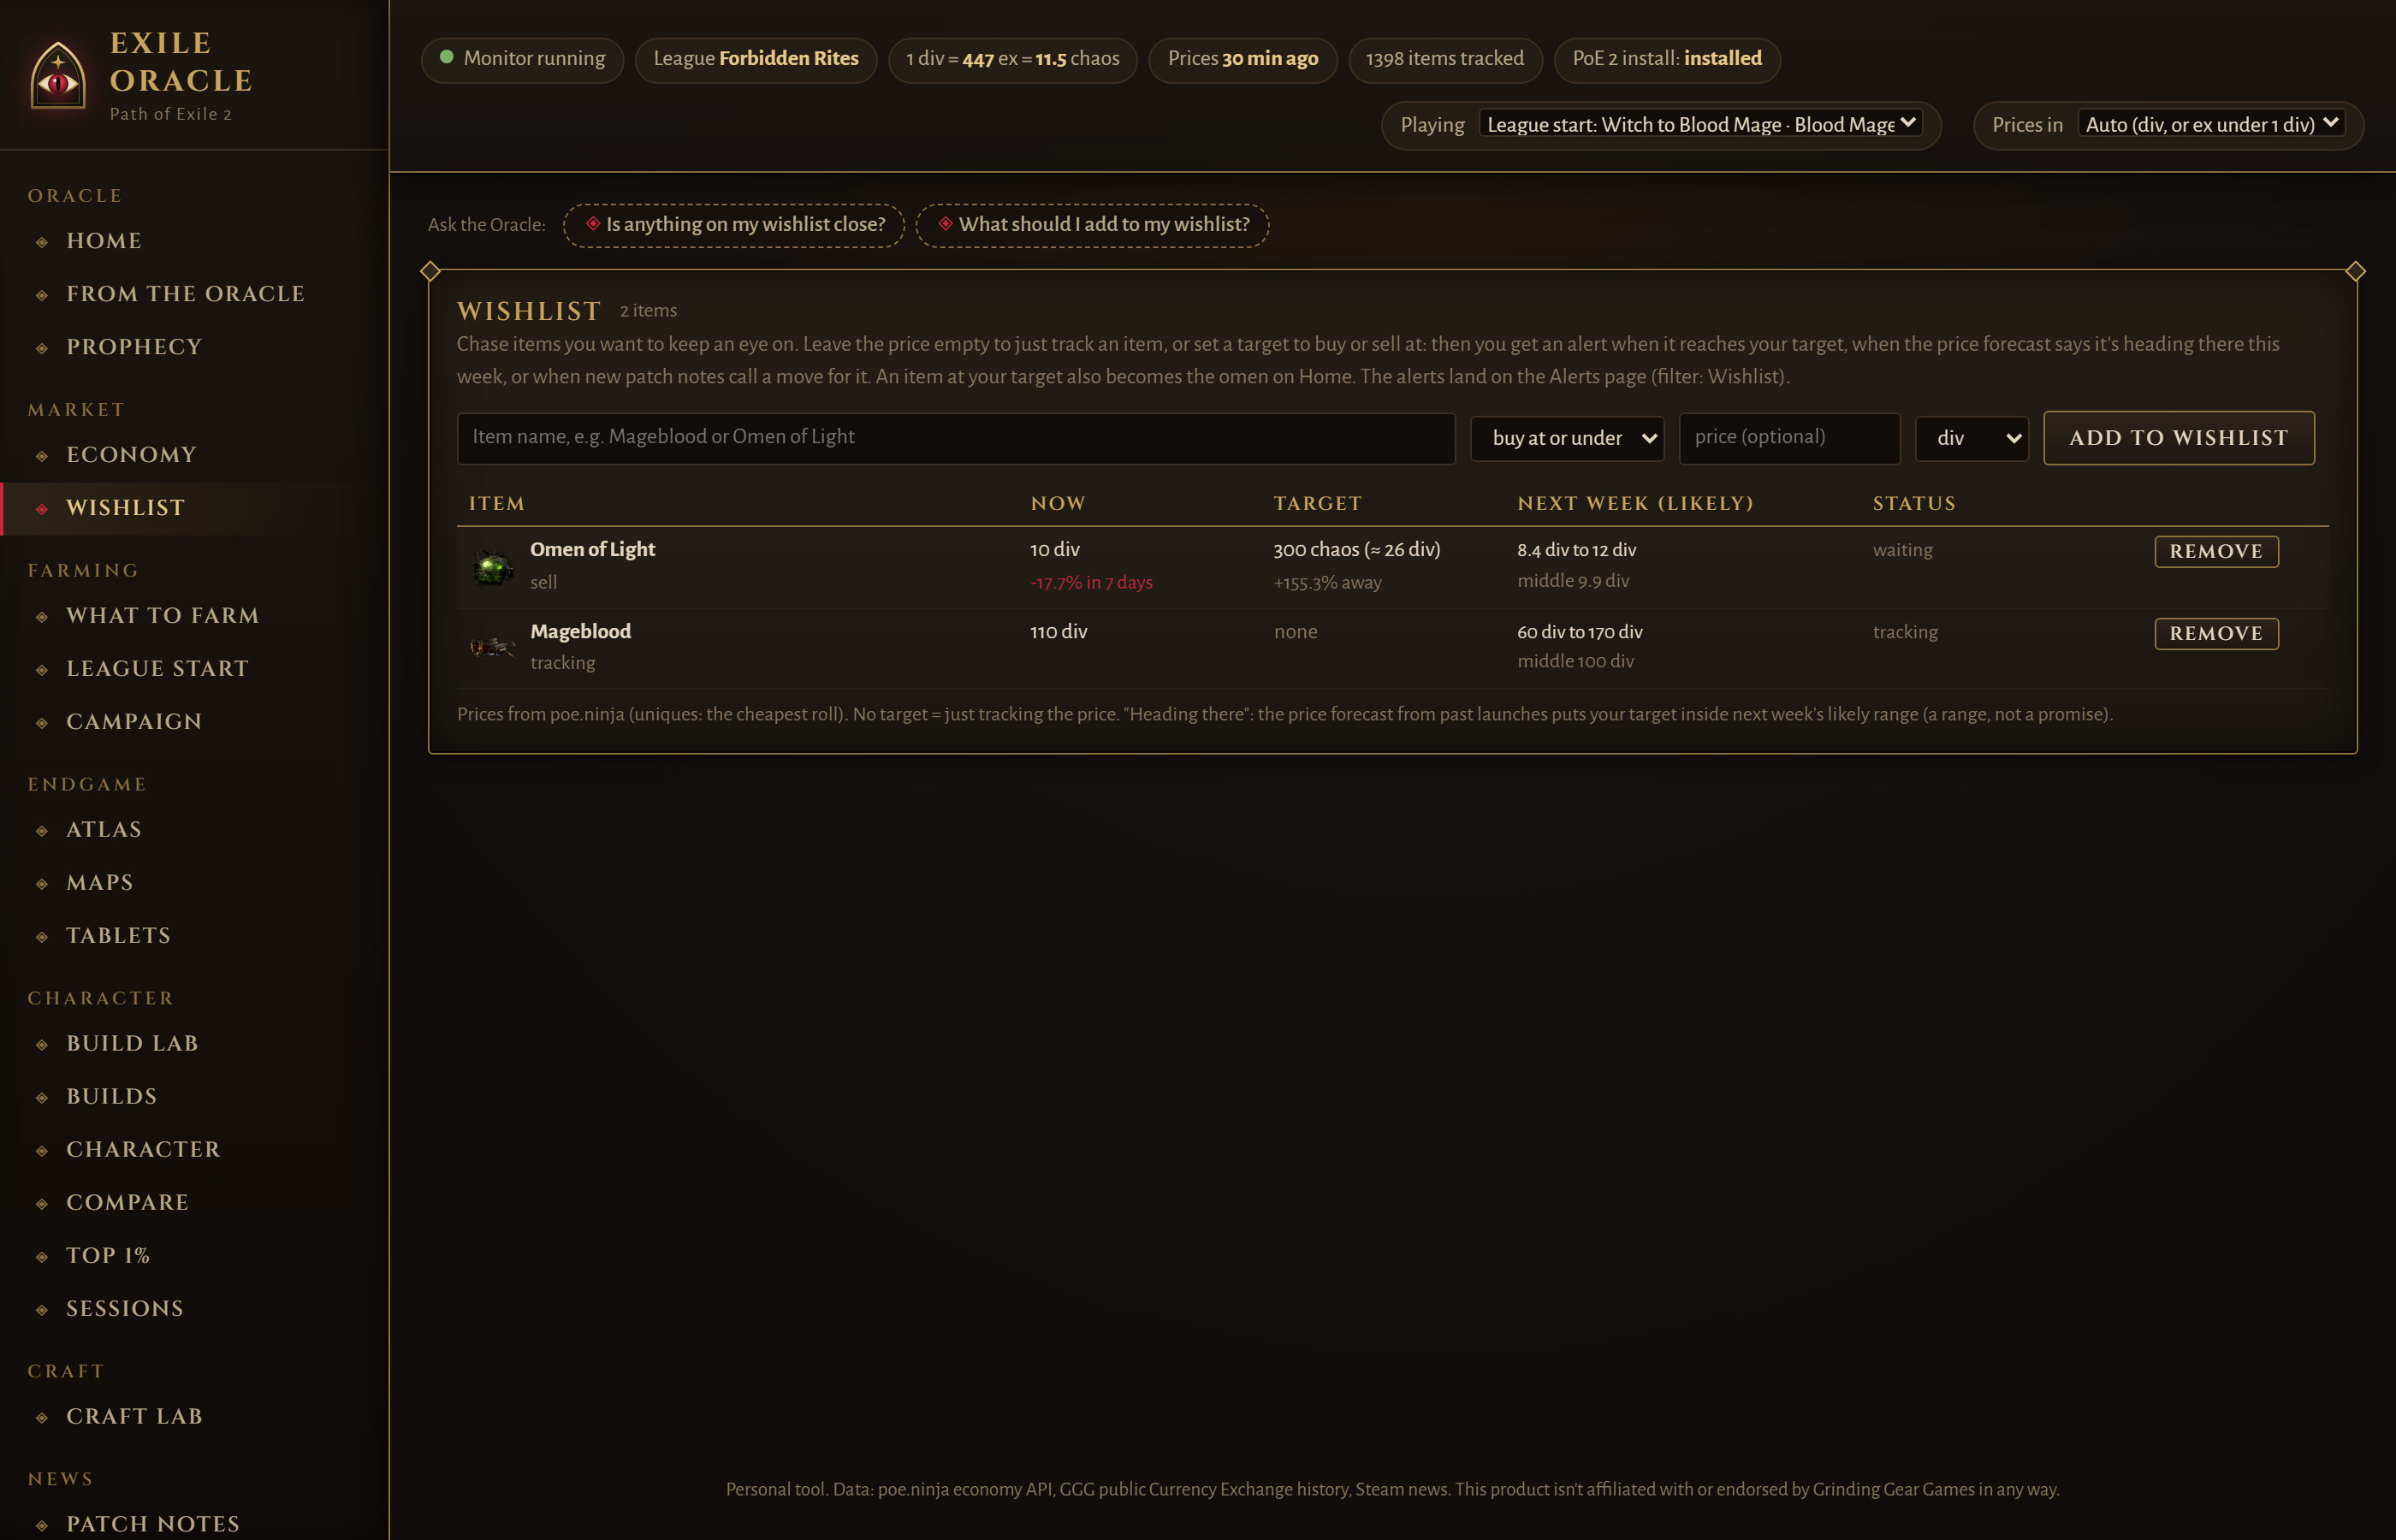 EXILE
ORACLE
Path of Exile 2
ORACLE
HOME
FROM THE ORACLE
PROPHECY
MARKET
ECONOMY
WISHLIST
FARMING
WHAT TO FARM
LEAGUE START
CAMPAIGN
ENDGAME
ATLAS
MAPS
TABLETS
CHARACTER
BUILD LAB
BUILDS
CHARACTER
COMPARE
TOP 1%
SESSIONS
CRAFT
CRAFT LAB
NEWS
PATCH NOTES
Monitor running
League Forbidden Rites
1 div = 447 ex = 11.5 chaos
Prices 30 min ago
1398 items tracked
PoE 2 install: installed
Playing League start: Witch to Blood Mage · Blood Mage
Prices in Auto (div, or ex under 1 div)
Ask the Oracle: Is anything on my wishlist close? What should I add to my wishlist?
WISHLIST 2 items
Chase items you want to keep an eye on. Leave the price empty to just track an item, or set a target to buy or sell at: then you get an alert when it reaches your target, when the price forecast says it's heading there this
week, or when new patch notes call a move for it. An item at your target also becomes the omen on Home. The alerts land on the Alerts page (filter: Wishlist).
Item name, e.g. Mageblood or Omen of Light buy at or under price (optional) div ADD TO WISHLIST
ITEM NOW TARGET NEXT WEEK (LIKELY) STATUS
Omen of Light 10 div 300 chaos (≈ 26 div) 8.4 div to 12 div waiting REMOVE
sell -17.7% in 7 days +155.3% away middle 9.9 div
Mageblood 110 div none 60 div to 170 div tracking REMOVE
tracking middle 100 div
Prices from poe.ninja (uniques: the cheapest roll). No target = just tracking the price. "Heading there": the price forecast from past launches puts your target inside next week's likely range (a range, not a promise).
Personal tool. Data: poe.ninja economy API, GGG public Currency Exchange history, Steam news. This product isn't affiliated with or endorsed by Grinding Gear Games in any way.